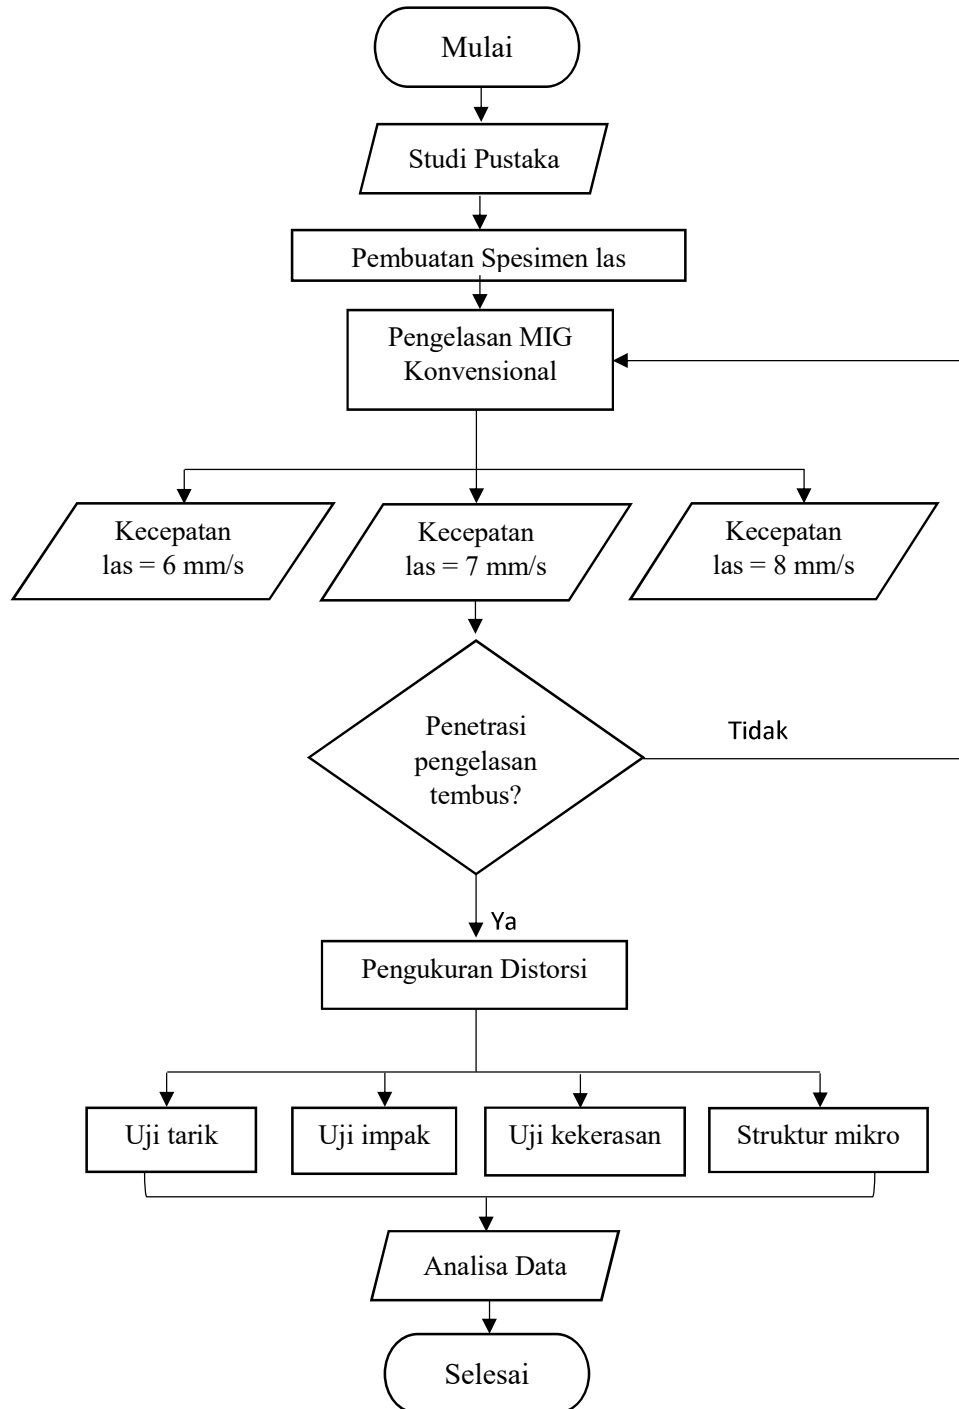 Mulai
Studi Pustaka
Pembuatan Spesimen las
Pengelasan MIG
Konvensional
Kecepatan
las = 6 mm/s
Kecepatan
las = 7 mm/s
Kecepatan
las = 8 mm/s
Penetrasi
pengelasan
tembus?
Tidak
Ya
Pengukuran Distorsi
Uji tarik
Uji impak
Uji kekerasan
Struktur mikro
Analisa Data
Selesai